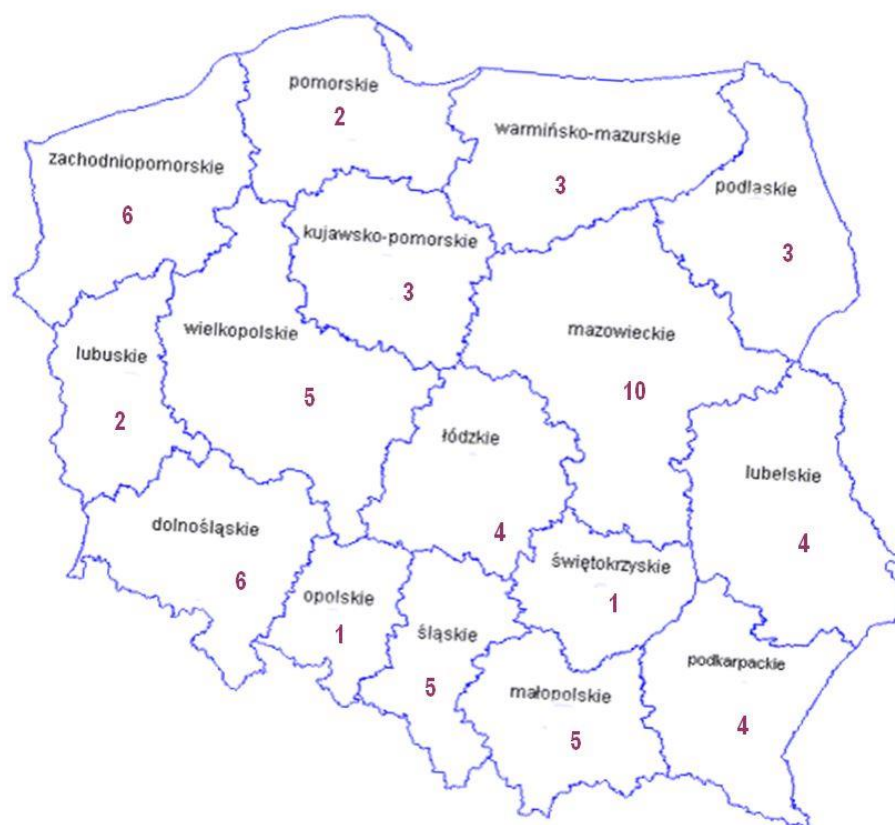 pomorskie
2
warmińsko-mazurskie
3
zachodniopomorskie
6
podlaskie
3
kujawsko-pomorskie
3
wielkopolskie
5
mazowieckie
10
lubuskie
2
łódzkie
4
lubelskie
4
dolnośląskie
6
świętokrzyskie
1
opolskie
1
śląskie
5
małopolskie
5
podkarpackie
4